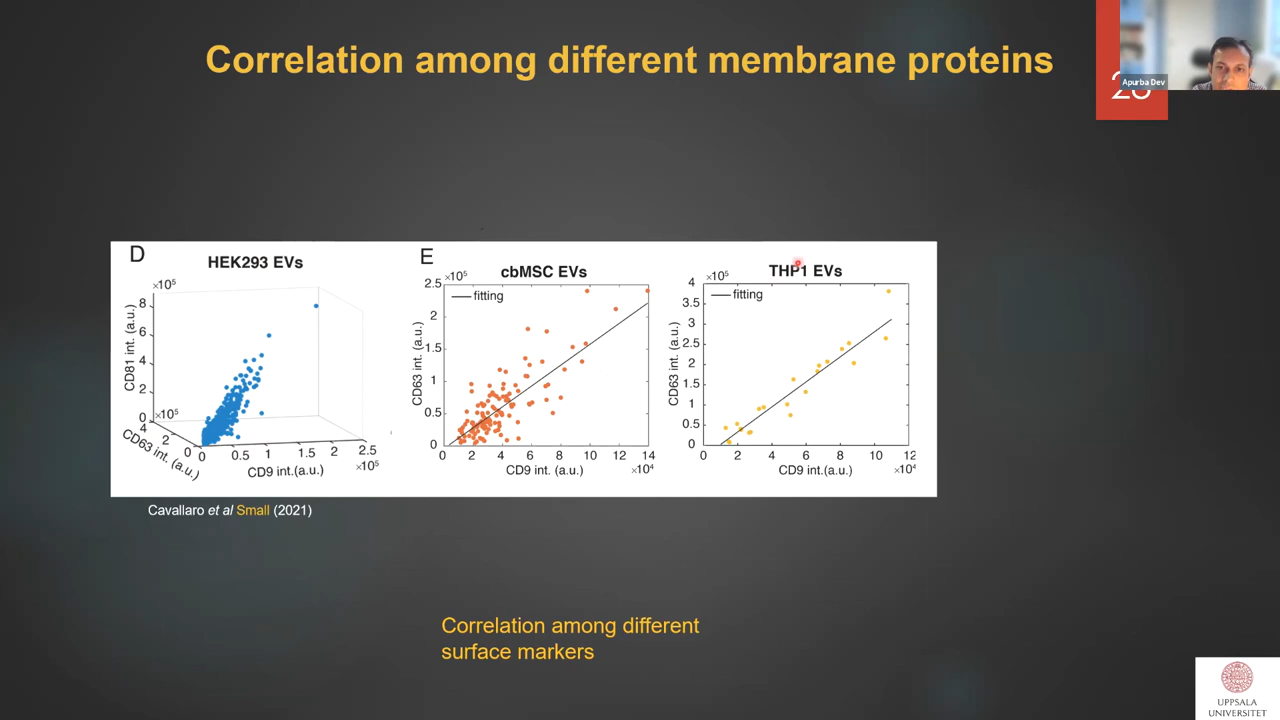 Correlation among different membrane proteins
Apurba Dev
D
HEK293 EVs
×10⁵
8
6
4
2
0
CD81 int. (a.u.)
×10⁵
4
2
0
CD63 int. (a.u.)
0
0.5
1
1.5
2
2.5
×10⁵
CD9 int.(a.u.)
E
cbMSC EVs
×10⁵
fitting
2.5
2
1.5
1
0.5
0
CD63 int. (a.u.)
0 2 4 6 8 10 12 14
×10⁴
CD9 int. (a.u.)
THP1 EVs
×10⁵
fitting
4
3.5
3
2.5
2
1.5
1
0.5
0
CD63 int. (a.u.)
0 2 4 6 8 10 12
×10⁴
CD9 int.(a.u.)
Cavallaro et al Small (2021)
Correlation among different
surface markers
UPPSALA
UNIVERSITET